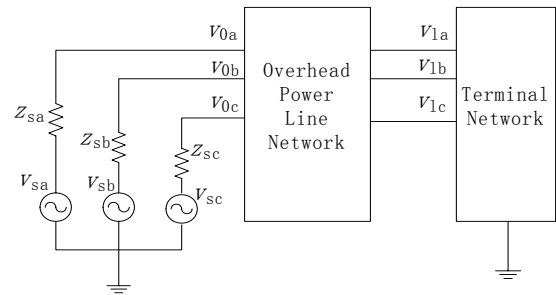 V0a
V0b
V0c
Zsa
Zsb
Zsc
Vsa
Vsb
Vsc
Overhead
Power
Line
Network
V1a
V1b
V1c
Terminal
Network